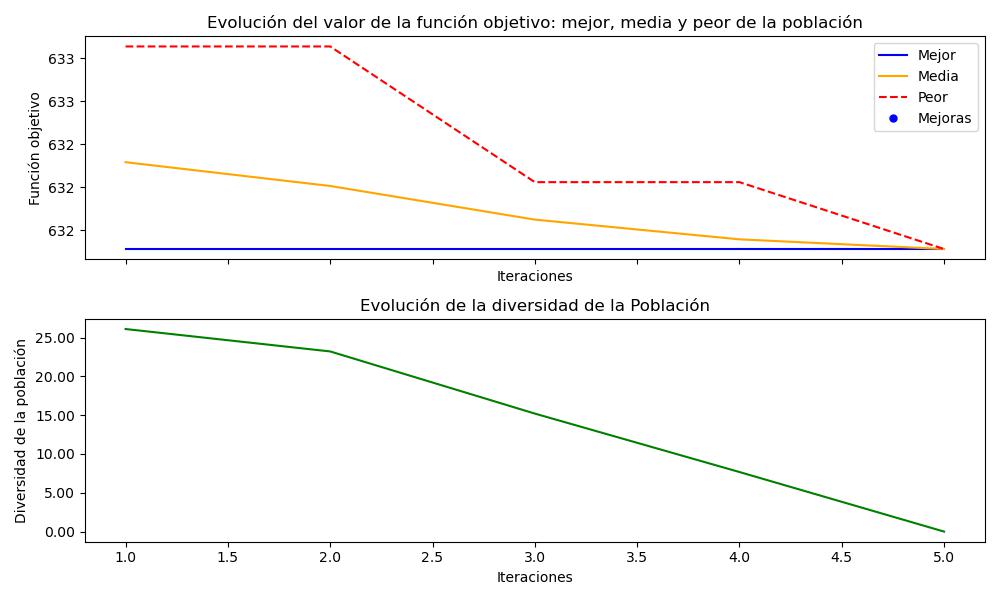 Evolución del valor de la función objetivo: mejor, media y peor de la población
633
633
632
632
632
Función objetivo
Mejor
Media
Peor
Mejoras
Iteraciones
Evolución de la diversidad de la Población
25.00
20.00
15.00
10.00
5.00
0.00
Diversidad de la población
1.0 1.5 2.0 2.5 3.0 3.5 4.0 4.5 5.0
Iteraciones